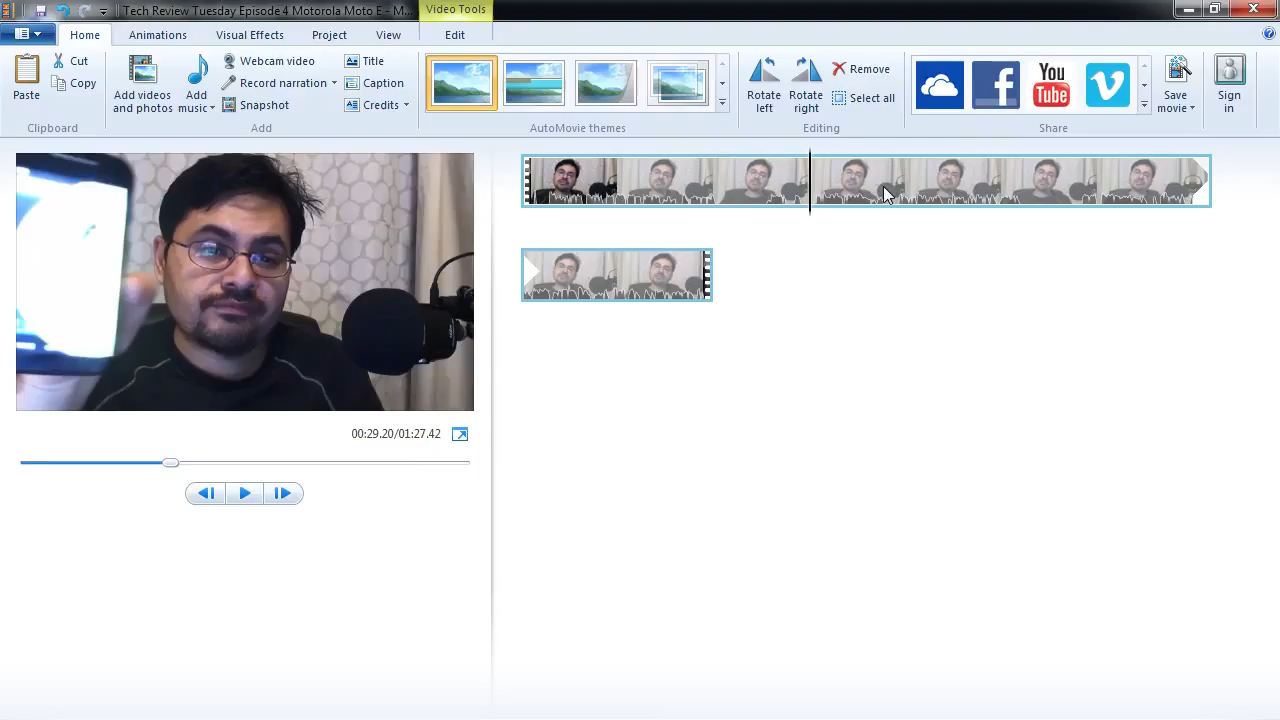 Tech Review Tuesday Episode 4 Motorola Moto E - M...
Video Tools
Home
Animations
Visual Effects
Project
View
Edit
Paste
Cut
Copy
Clipboard
Add videos
and photos
Add
music
Webcam video
Record narration
Snapshot
Title
Caption
Credits
Add
AutoMovie themes
Rotate
left
Rotate
right
Remove
Select all
Editing
f
You
Tube
v
Share
Save
movie
Sign
in
00:29.20/01:27.42